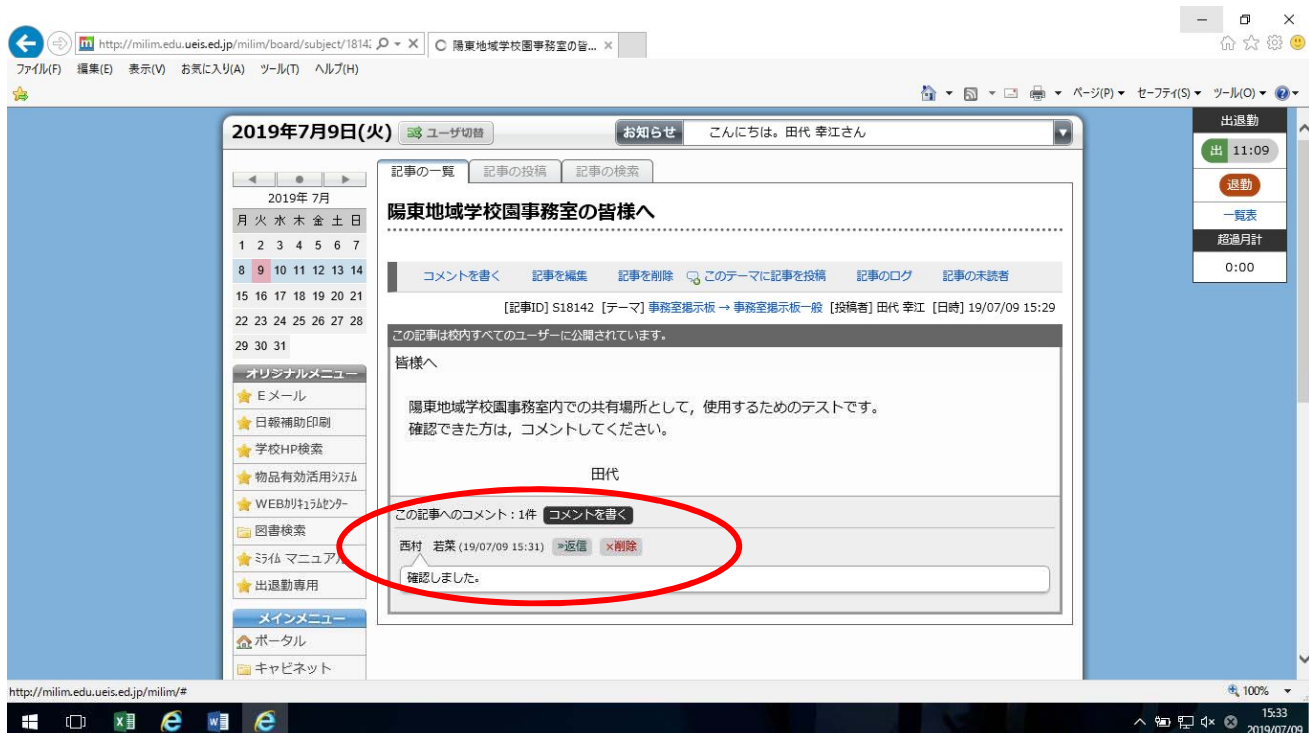 http://milim.edu.ueis.ed.jp/milim/board/subject/1814
陽東地域学校園事務室の皆...
ファイル(F) 編集(E) 表示(V) お気に入り(A) ツール(T) ヘルプ(H)
ページ(P) セーフティ(S) ツール(O)
2019年7月9日(火) ユーザ切替 お知らせ こんにちは。田代 幸江さん
出退勤
出 11:09
退勤
一覧表
超過月計
0:00
2019年 7月
月 火 水 木 金 土 日
1 2 3 4 5 6 7
8 9 10 11 12 13 14
15 16 17 18 19 20 21
22 23 24 25 26 27 28
29 30 31
オリジナルメニュー
Eメール
日報補助印刷
学校HP検索
物品有効活用システム
WEBカリキュラムセンター
図書検索
ミライム マニュアル
出退勤専用
メインメニュー
ポータル
キャビネット
記事の一覧 記事の投稿 記事の検索
陽東地域学校園事務室の皆様へ
コメントを書く 記事を編集 記事を削除 このテーマに記事を投稿 記事のログ 記事の未読者
[記事ID] S18142 [テーマ] 事務室掲示板 → 事務室掲示板一般 [投稿者] 田代 幸江 [日時] 19/07/09 15:29
この記事は校内すべてのユーザーに公開されています。
皆様へ
陽東地域学校園事務室内での共有場所として，使用するためのテストです。
確認できた方は，コメントしてください。
田代
この記事へのコメント：1件 コメントを書く
西村 若菜 (19/07/09 15:31) »返信 ×削除
確認しました。
http://milim.edu.ueis.ed.jp/milim/#
100%
15:33
2019/07/09